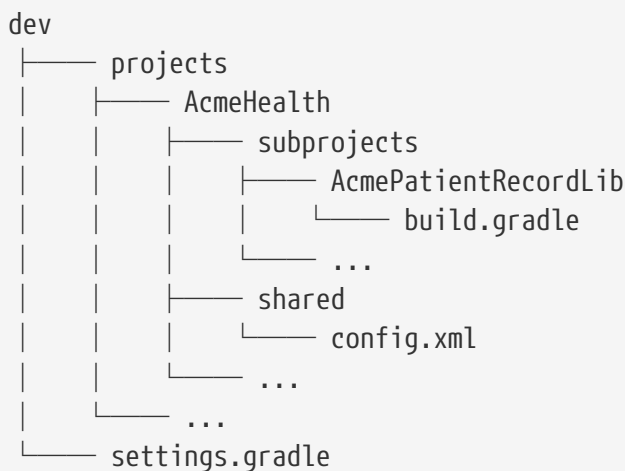 dev
├── projects
│   ├── AcmeHealth
│   │   ├── subprojects
│   │   │   ├── AcmePatientRecordLib
│   │   │   │   └── build.gradle
│   │   │   └── ...
│   │   ├── shared
│   │   │   └── config.xml
│   │   └── ...
│   └── ...
└── settings.gradle